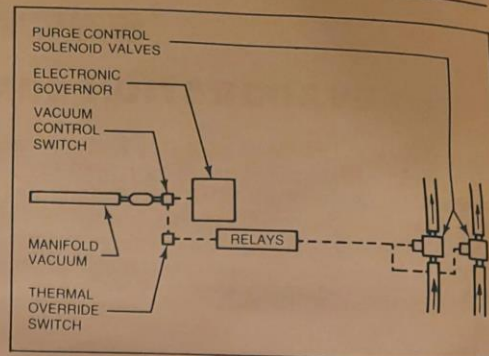 PURGE CONTROL
SOLENOID VALVES
ELECTRONIC
GOVERNOR
VACUUM
CONTROL
SWITCH
RELAYS
MANIFOLD
VACUUM
THERMAL
OVERRIDE
SWITCH